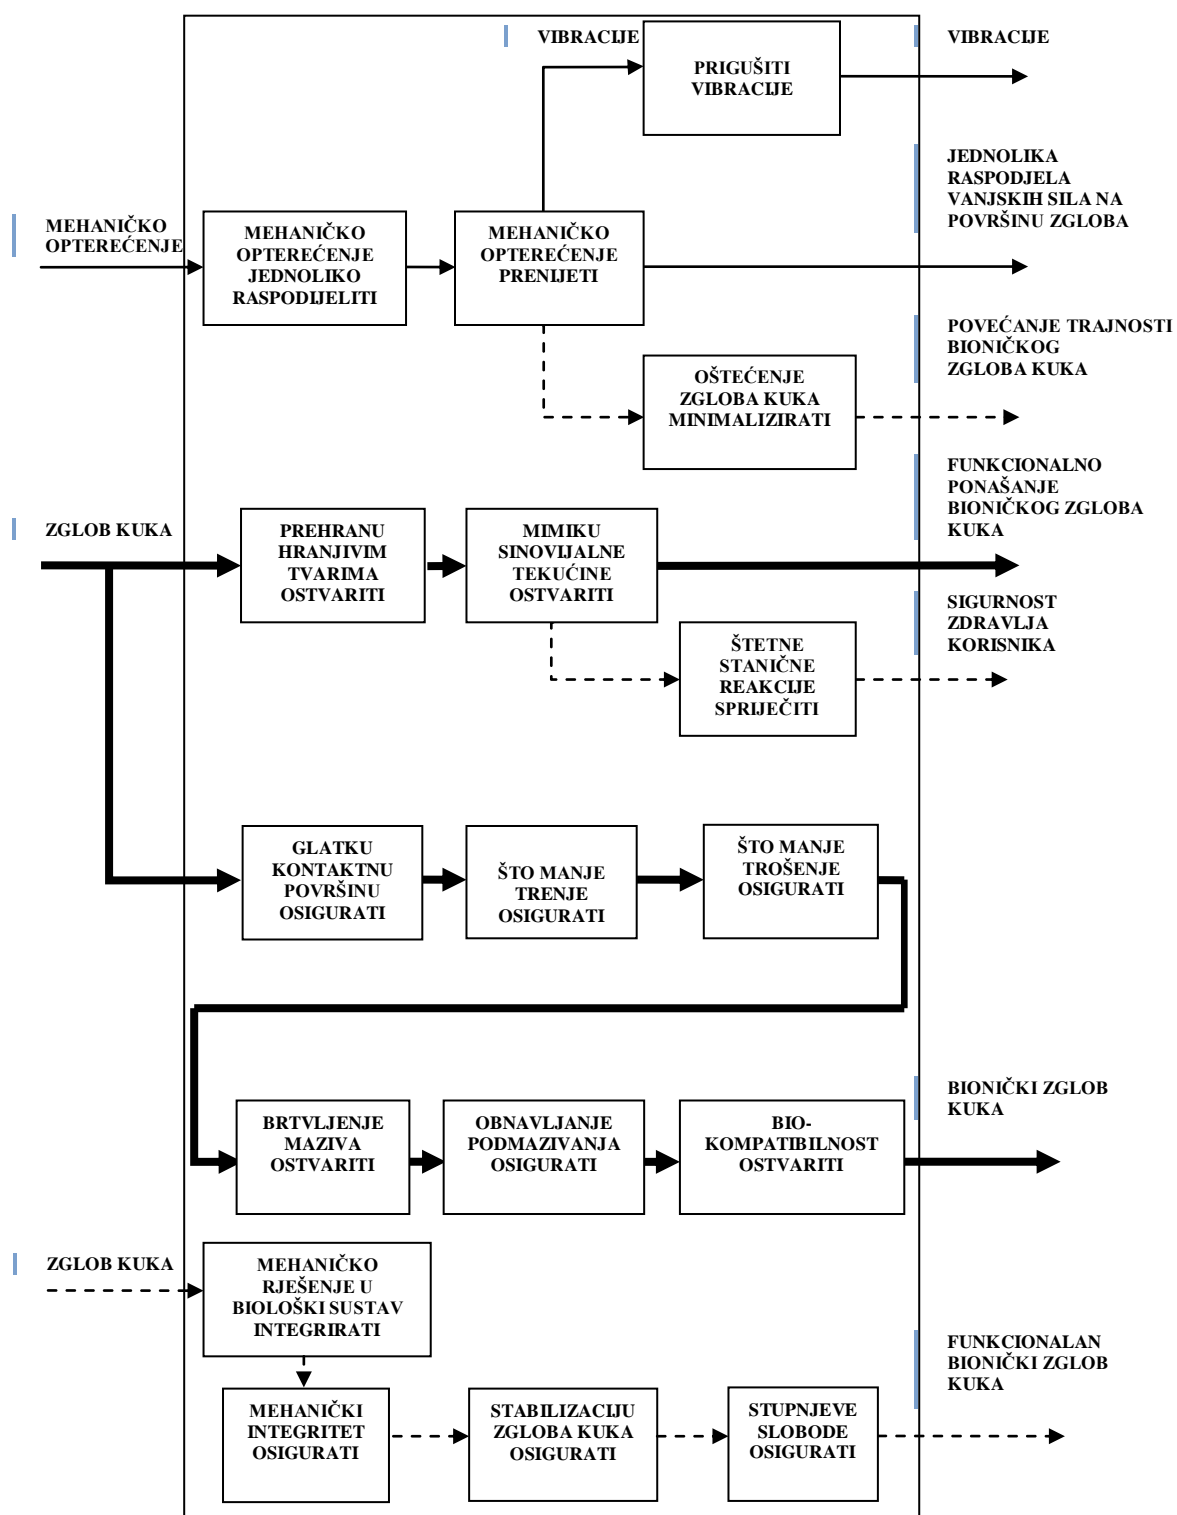 VIBRACIJE
PRIGUŠITI
VIBRACIJE
VIBRACIJE
JEDNOLIKA
RASPODJELA
VANJSKIH SILA NA
POVRŠINU ZGLOBA
MEHANIČKO
OPTEREĆENJE
MEHANIČKO
OPTEREĆENJE
JEDNOLIKO
RASPODIJELITI
MEHANIČKO
OPTEREĆENJE
PRENIJETI
POVEĆANJE TRAJNOSTI
BIONIČKOG
ZGLOBA KUKA
OŠTEĆENJE
ZGLOBA KUKA
MINIMALIZIRATI
FUNKCIONALNO
PONAŠANJE
BIONIČKOG ZGLOBA
KUKA
ZGLOB KUKA
PREHRANU
HRANJIVIM
TVARIMA
OSTVARITI
MIMIKU
SINOVIJALNE
TEKUĆINE
OSTVARITI
SIGURNOST
ZDRAVLJA
KORISNIKA
ŠTETNE
STANIČNE
REAKCIJE
SPRIJEČITI
GLATKU
KONTAKTNU
POVRŠINU
OSIGURATI
ŠTO MANJE
TRENJE
OSIGURATI
ŠTO MANJE
TROŠENJE
OSIGURATI
BRTVLJENJE
MAZIVA
OSTVARITI
OBNAVLJANJE
PODMAZIVANJA
OSIGURATI
BIO-
KOMPATIBILNOST
OSTVARITI
BIONIČKI ZGLOB
KUKA
ZGLOB KUKA
MEHANIČKO
RJEŠENJE U
BIOLOŠKI SUSTAV
INTEGRIRATI
FUNKCIONALAN
BIONIČKI ZGLOB
KUKA
MEHANIČKI
INTEGRITET
OSIGURATI
STABILIZACIJU
ZGLOBA KUKA
OSIGURATI
STUPNJEVE
SLOBODE
OSIGURATI